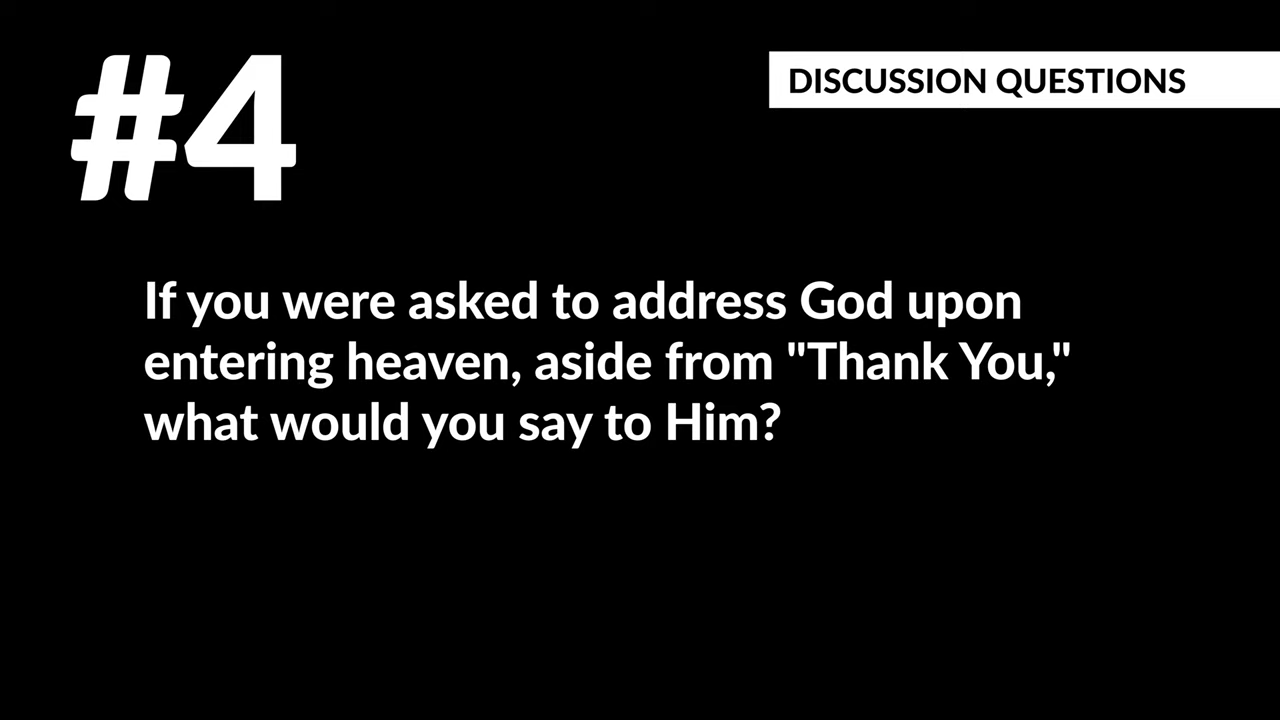 #4
DISCUSSION QUESTIONS
If you were asked to address God upon
entering heaven, aside from "Thank You,"
what would you say to Him?